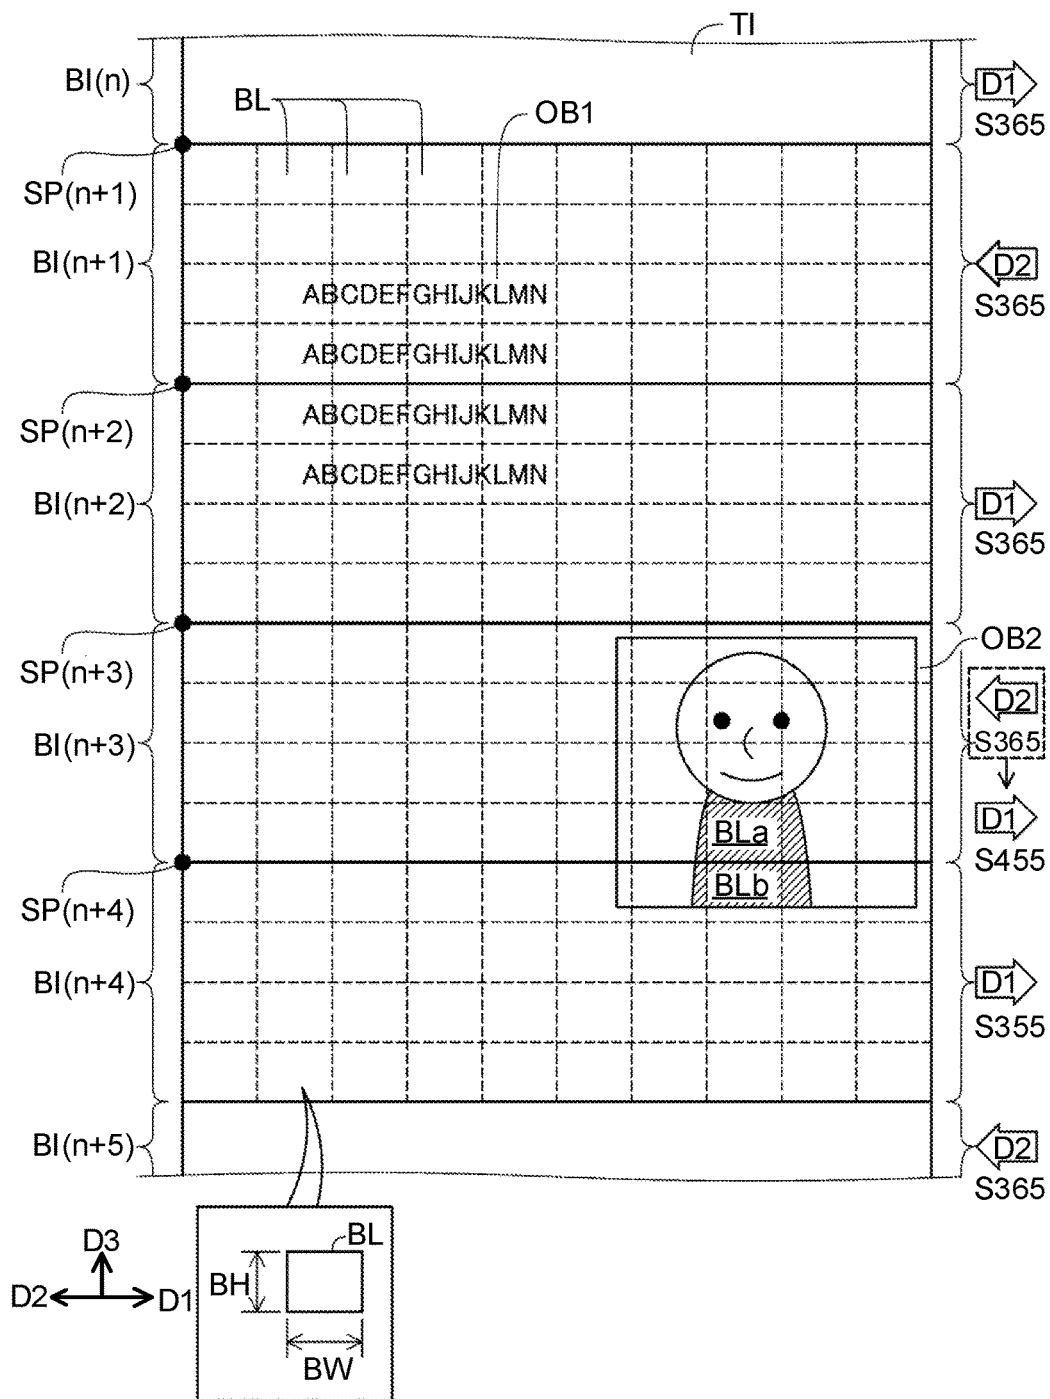 TI
BI(n)
D1
S365
BL
OB1
SP(n+1)
BI(n+1)
D2
S365
ABCDEFGHIJKLMN
ABCDEFGHIJKLMN
SP(n+2)
ABCDEFGHIJKLMN
ABCDEFGHIJKLMN
BI(n+2)
D1
S365
OB2
SP(n+3)
D2
S365
BI(n+3)
D1
S455
BLa
BLb
SP(n+4)
BI(n+4)
D1
S355
BI(n+5)
D2
S365
D3
D2
D1
BL
BH
BW